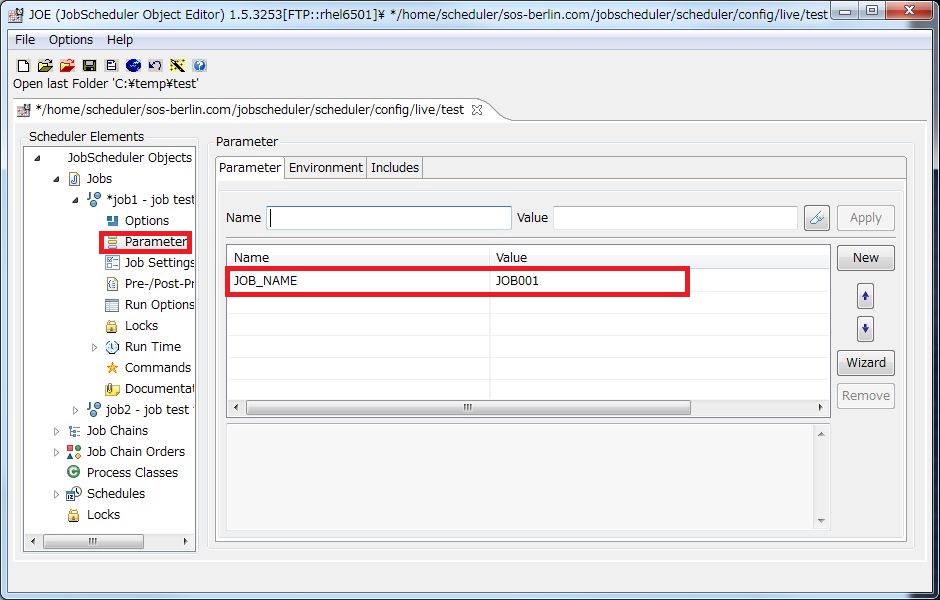 JOE (JobScheduler Object Editor) 1.5.3253[FTP::rhel6501]¥ */home/scheduler/sos-berlin.com/jobscheduler/scheduler/config/live/test
File Options Help
Open last Folder 'C:¥temp¥test'
*/home/scheduler/sos-berlin.com/jobscheduler/scheduler/config/live/test
Scheduler Elements
JobScheduler Objects
Jobs
*job1 - job test
Options
Parameter
Job Settings
Pre-/Post-Pr
Run Options
Locks
Run Time
Commands
Documentat
job2 - job test
Job Chains
Job Chain Orders
Process Classes
Schedules
Locks
Parameter
Parameter Environment Includes
Name Value Apply
Name Value New
JOB_NAME JOB001
Wizard
Remove